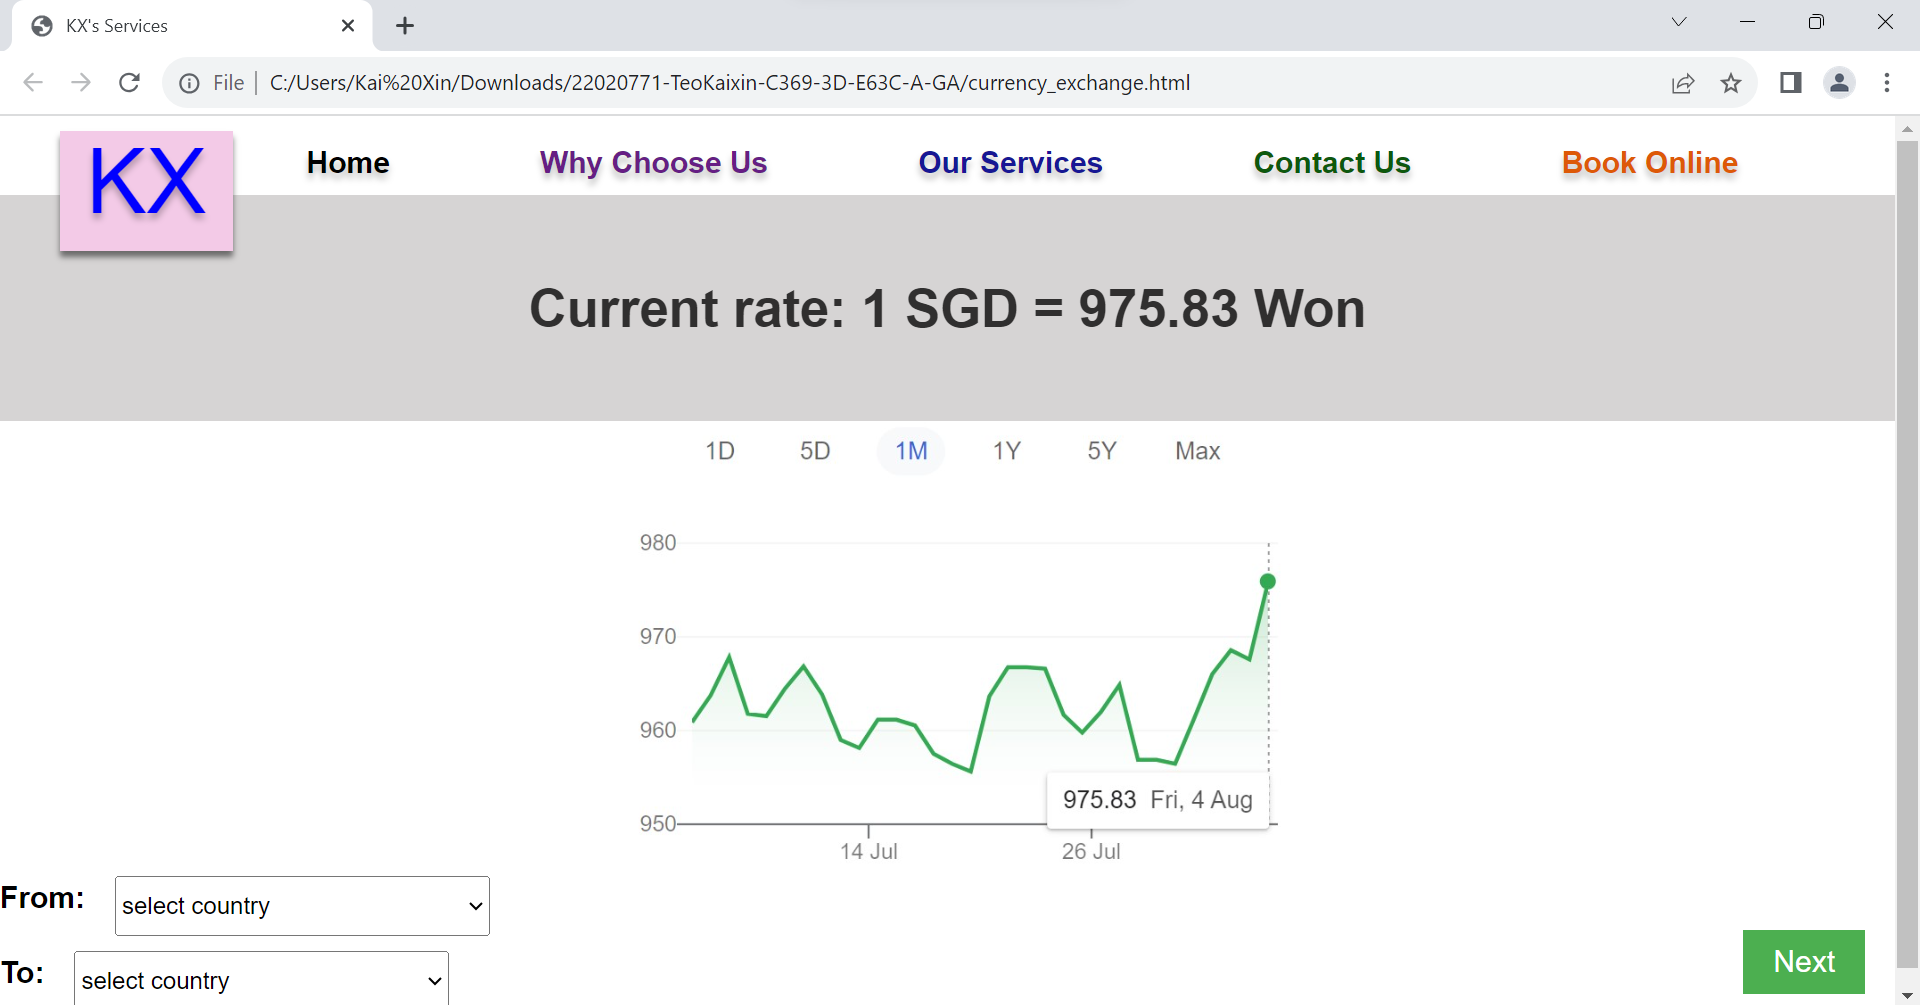 KX's Services
File
C:/Users/Kai%20Xin/Downloads/22020771-TeoKaixin-C369-3D-E63C-A-GA/currency_exchange.html
KX
Home
Why Choose Us
Our Services
Contact Us
Book Online
Current rate: 1 SGD = 975.83 Won
1D 5D 1M 1Y 5Y Max
980
970
960
950
975.83 Fri, 4 Aug
14 Jul
26 Jul
From: select country
To: select country
Next